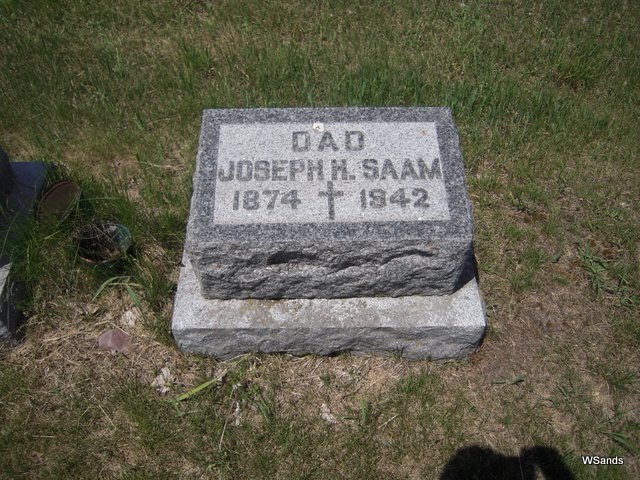 DAD
JOSEPH H. SAAM
1874 1942
WSands